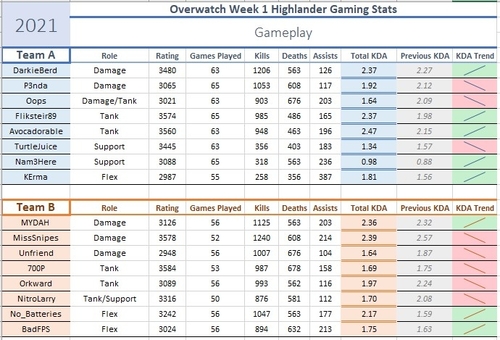 Overwatch Week 1 Highlander Gaming Stats
2021
Gameplay
Team A Role Rating Games Played Kills Deaths Assists Total KDA Previous KDA KDA Trend
DarkieBerd Damage 3480 63 1206 563 126 2.37 2.27
P3nda Damage 3065 65 1053 608 117 1.92 2.12
Oops Damage/Tank 3021 63 903 676 203 1.64 2.09
Fliksteir89 Tank 3574 65 985 486 165 2.37 1.98
Avocadorable Tank 3560 63 948 463 196 2.47 2.15
TurtleJuice Support 3445 63 356 403 183 1.34 1.57
Nam3Here Support 3088 65 318 563 236 0.98 0.88
KErma Flex 2987 55 258 356 387 1.81 1.56
Team B Role Rating Games Played Kills Deaths Assists Total KDA Previous KDA KDA Trend
MYDAH Damage 3126 56 1125 563 203 2.36 2.32
MissSnipes Damage 3578 52 1240 608 214 2.39 2.57
Unfriend Damage 2948 56 1007 676 104 1.64 1.87
700P Tank 3584 53 987 678 158 1.69 1.75
Orkward Tank 3089 56 993 562 116 1.97 2.24
NitroLarry Tank/Support 3316 50 876 581 112 1.70 2.08
No_Batteries Flex 3242 56 1047 563 177 2.17 1.59
BadFPS Flex 3024 56 894 632 213 1.75 1.63